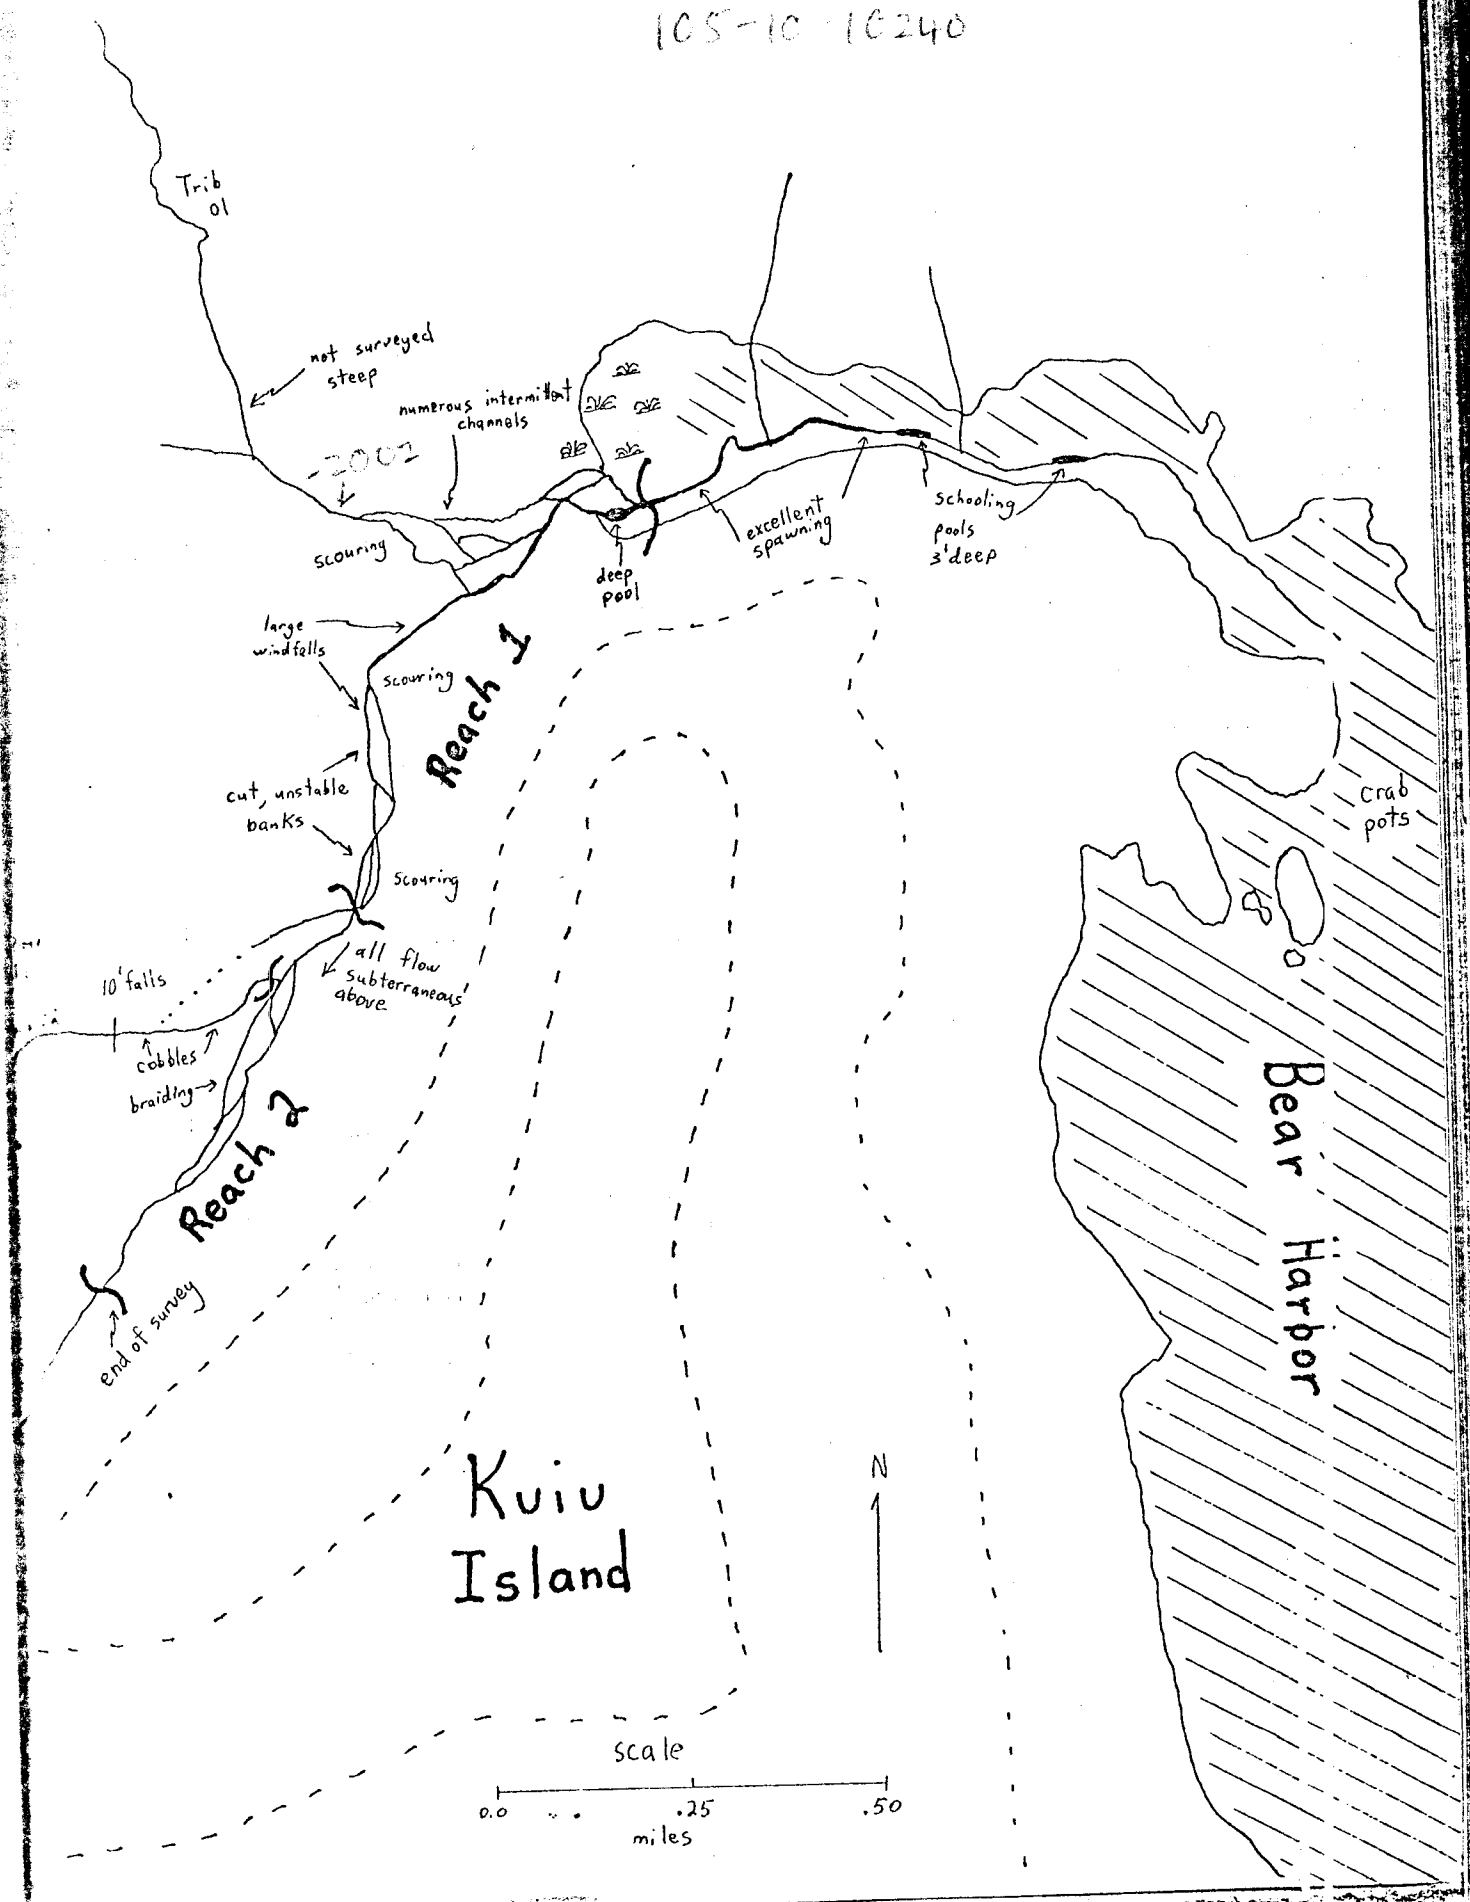 105-10-10240
Trib
01
not surveyed
steep
numerous intermittent
channels
-2001
scouring
deep
pool
excellent
spawning
schooling
pools
3' deep
large
windfalls
scouring
Reach 1
cut, unstable
banks
scouring
Crab
pots
all flow
subterraneous
above
10' falls
cobbles
braiding
Reach 2
end of survey
Bear Harbor
Kuiu
Island
N
scale
0.0 .25 .50
miles